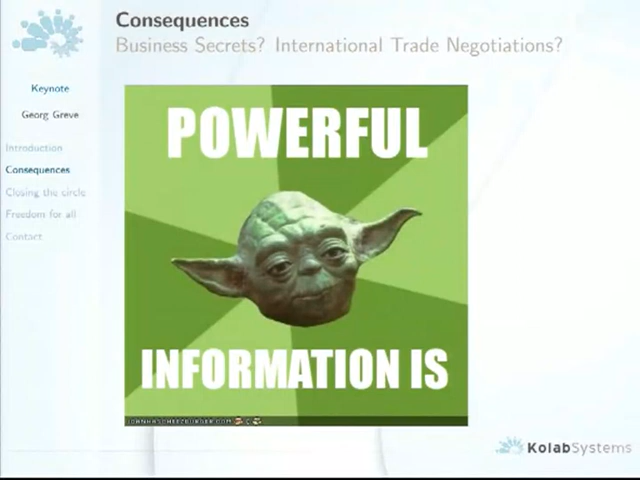 Consequences
Business Secrets? International Trade Negotiations?
Keynote
Georg Greve
Introduction
Consequences
Closing the circle
Freedom for all
Contact
POWERFUL
INFORMATION IS
KolabSystems